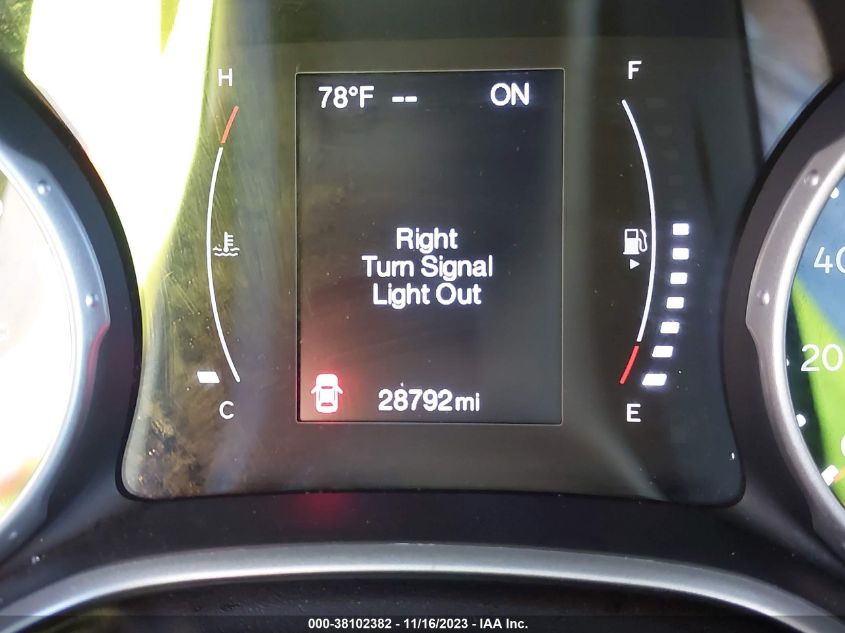 H
F
78°F -- ON
Right
Turn Signal
Light Out
40
20
28792mi
C
E
000-38102382 - 11/16/2023 - IAA Inc.